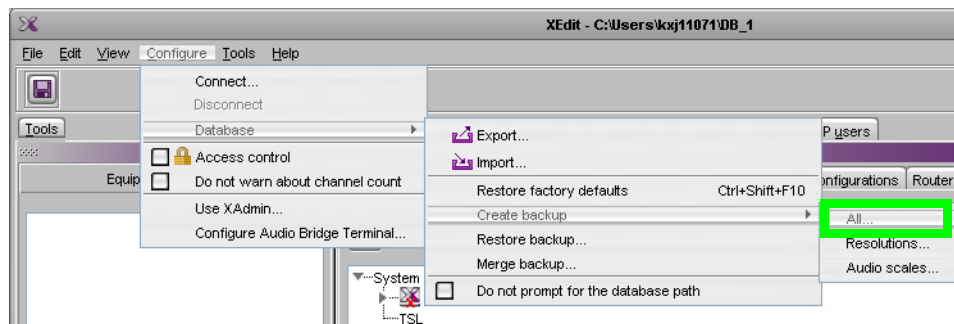 XEdit - C:\Users\kxj11071\DB_1
File Edit View Configure Tools Help
Connect...
Disconnect
Tools
Database
Export...
P users
Access control
Import...
Equip
Do not warn about channel count
Restore factory defaults Ctrl+Shift+F10
nfigurations Router
Use XAdmin...
Create backup
All...
Configure Audio Bridge Terminal...
Restore backup...
Resolutions...
Merge backup...
Audio scales...
System
Do not prompt for the database path
TSL